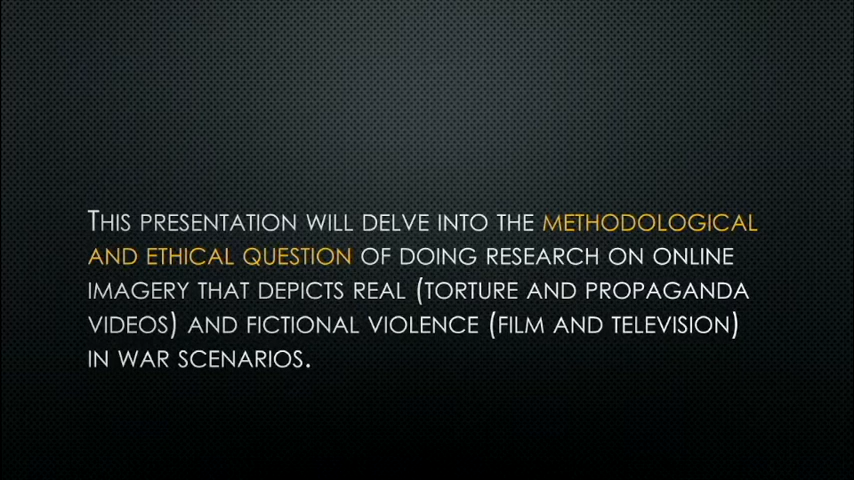 THIS PRESENTATION WILL DELVE INTO THE METHODOLOGICAL
AND ETHICAL QUESTION OF DOING RESEARCH ON ONLINE
IMAGERY THAT DEPICTS REAL (TORTURE AND PROPAGANDA
VIDEOS) AND FICTIONAL VIOLENCE (FILM AND TELEVISION)
IN WAR SCENARIOS.